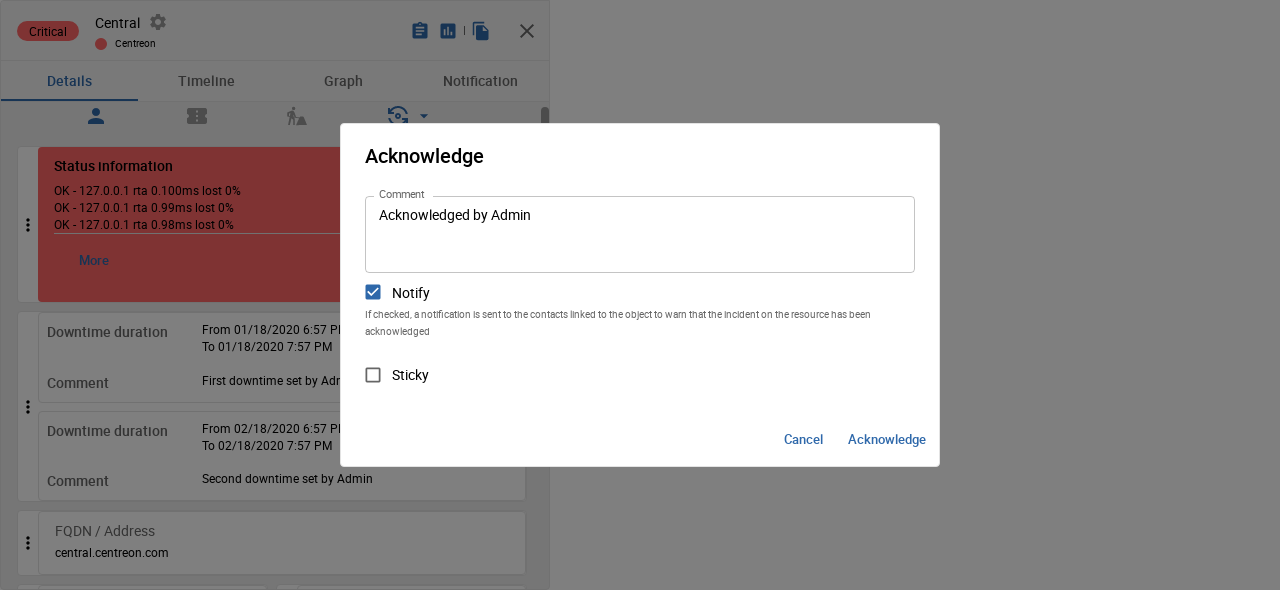 Critical
Central
Centreon
Details
Timeline
Graph
Notification
Status information
OK - 127.0.0.1 rta 0.100ms lost 0%
OK - 127.0.0.1 rta 0.99ms lost 0%
OK - 127.0.0.1 rta 0.98ms lost 0%
More
Downtime duration
From 01/18/2020 6:57
To 01/18/2020 7:57 PM
Comment
First downtime set by
Downtime duration
From 02/18/2020 6:57
To 02/18/2020 7:57 PM
Comment
Second downtime set by Admin
FQDN / Address
central.centreon.com
Acknowledge
Comment
Acknowledged by Admin
Notify
If checked, a notification is sent to the contacts linked to the object to warn that the incident on the resource has been
acknowledged
Sticky
Cancel
Acknowledge